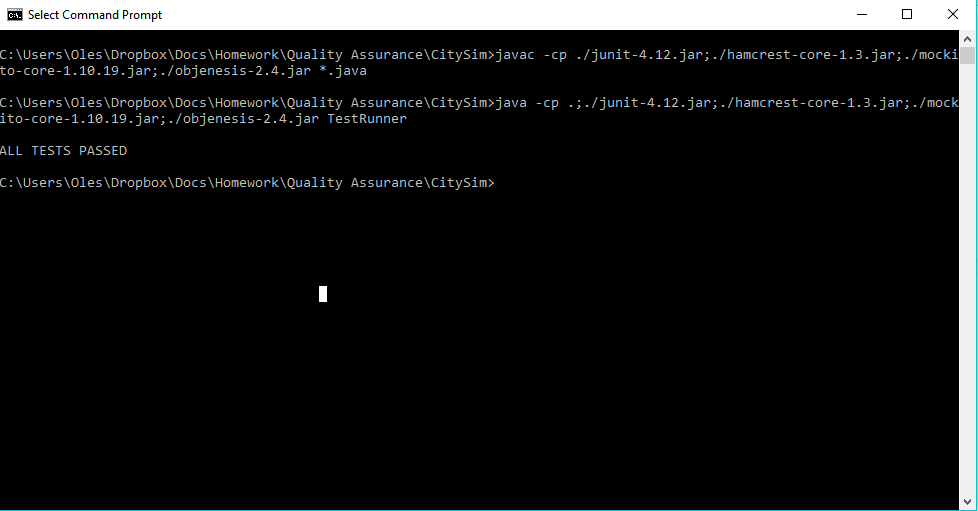 Select Command Prompt
C:\Users\Oles\Dropbox\Docs\Homework\Quality Assurance\CitySim>javac -cp ./junit-4.12.jar;./hamcrest-core-1.3.jar;./mocki
to-core-1.10.19.jar;./objenesis-2.4.jar *.java
C:\Users\Oles\Dropbox\Docs\Homework\Quality Assurance\CitySim>java -cp .;./junit-4.12.jar;./hamcrest-core-1.3.jar;./mock
ito-core-1.10.19.jar;./objenesis-2.4.jar TestRunner
ALL TESTS PASSED
C:\Users\Oles\Dropbox\Docs\Homework\Quality Assurance\CitySim>